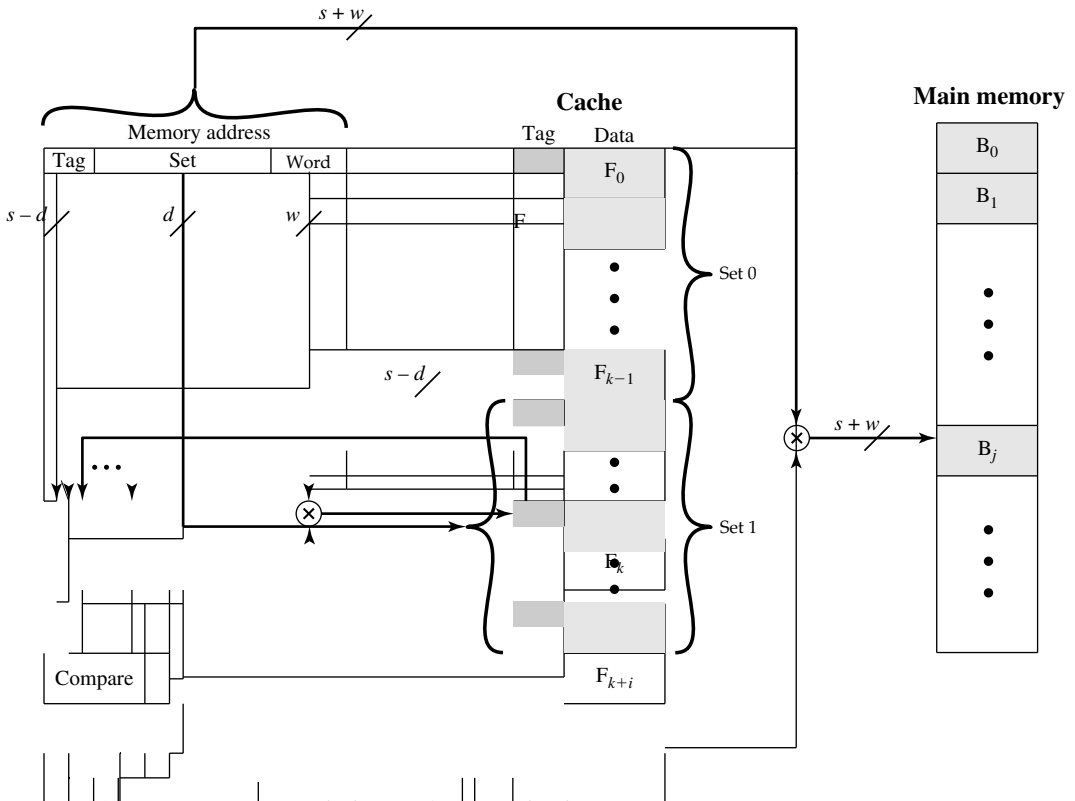 s + w
Cache
Main memory
Memory address
Tag Data
Tag Set Word
F₀
B₀
B₁
s – d
d
w
F
Set 0
s – d
Fₖ₋₁
s + w
Bⱼ
Set 1
Fₖ
Compare
Fₖ₊ᵢ